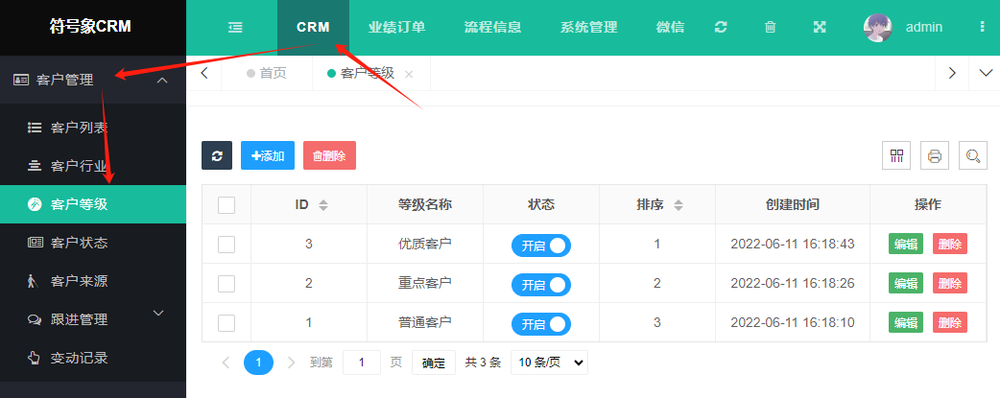 符号象CRM
CRM 业绩订单 流程信息 系统管理 微信 admin
客户管理
首页 客户等级
客户列表
客户行业
客户等级
客户状态
客户来源
跟进管理
变动记录
添加 删除
ID 等级名称 状态 排序 创建时间 操作
3 优质客户 开启 1 2022-06-11 16:18:43 编辑 删除
2 重点客户 开启 2 2022-06-11 16:18:26 编辑 删除
1 普通客户 开启 3 2022-06-11 16:18:10 编辑 删除
1 到第 1 页 确定 共 3 条 10 条/页